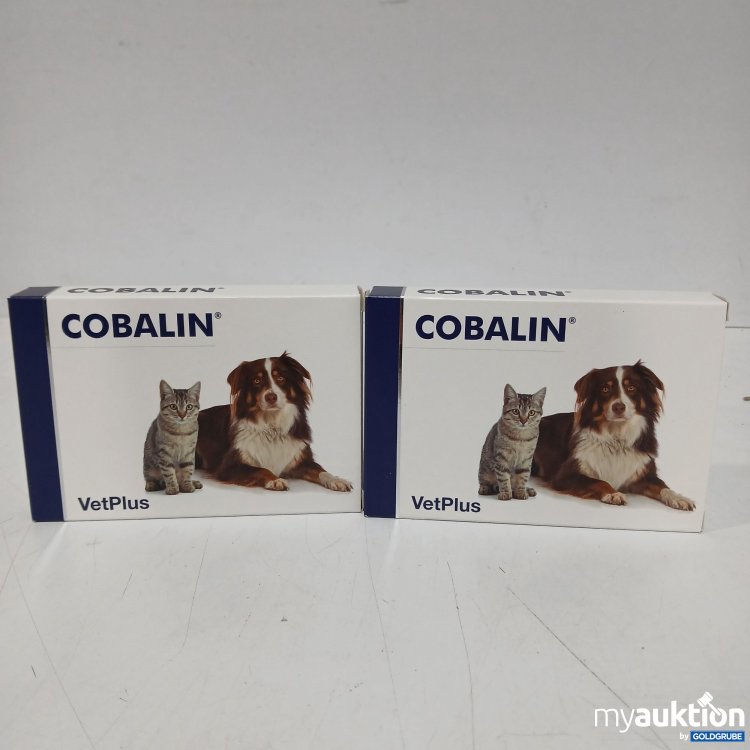 COBALIN
COBALIN®
VetPlus
COBALIN
COBALIN®
VetPlus
myauktion
by GOLDGRUBE